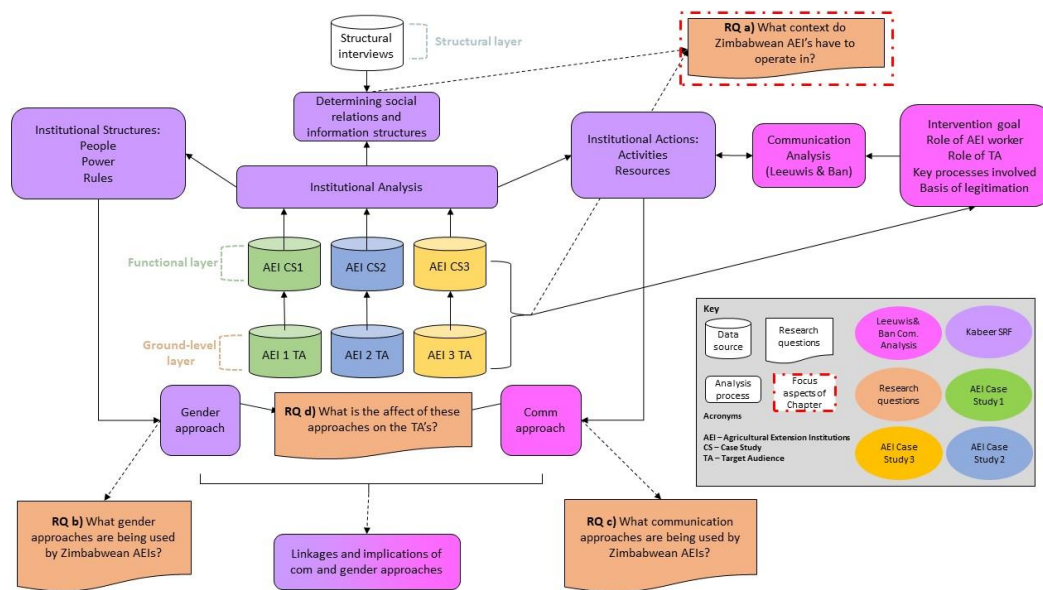 Structural
interviews
Structural layer
RQ a) What context do
Zimbabwean AEI's have to
operate in?
Determining social
relations and
information structures
Institutional Structures:
People
Power
Rules
Institutional Analysis
Institutional Actions:
Activities
Resources
Communication
Analysis
(Leeuwis & Ban)
Intervention goal
Role of AEI worker
Role of TA
Key processes involved
Basis of legitimation
Functional layer
AEI CS1
AEI CS2
AEI CS3
Ground-level
layer
AEI 1 TA
AEI 2 TA
AEI 3 TA
Gender
approach
RQ d) What is the affect of these
approaches on the TA's?
Comm
approach
RQ b) What gender
approaches are being used
by Zimbabwean AEIs?
Linkages and implications of
com and gender approaches
RQ c) What communication
approaches are being used by
Zimbabwean AEIs?
Key
Data
source
Research
questions
Leeuwis&
Ban Com.
Analysis
Kabeer SRF
Analysis
process
Focus
aspects of
Chapter
Research
questions
AEI Case
Study 1
Acronyms
AEI – Agricultural Extension Institutions
CS – Case Study
TA – Target Audience
AEI Case
Study 3
AEI Case
Study 2